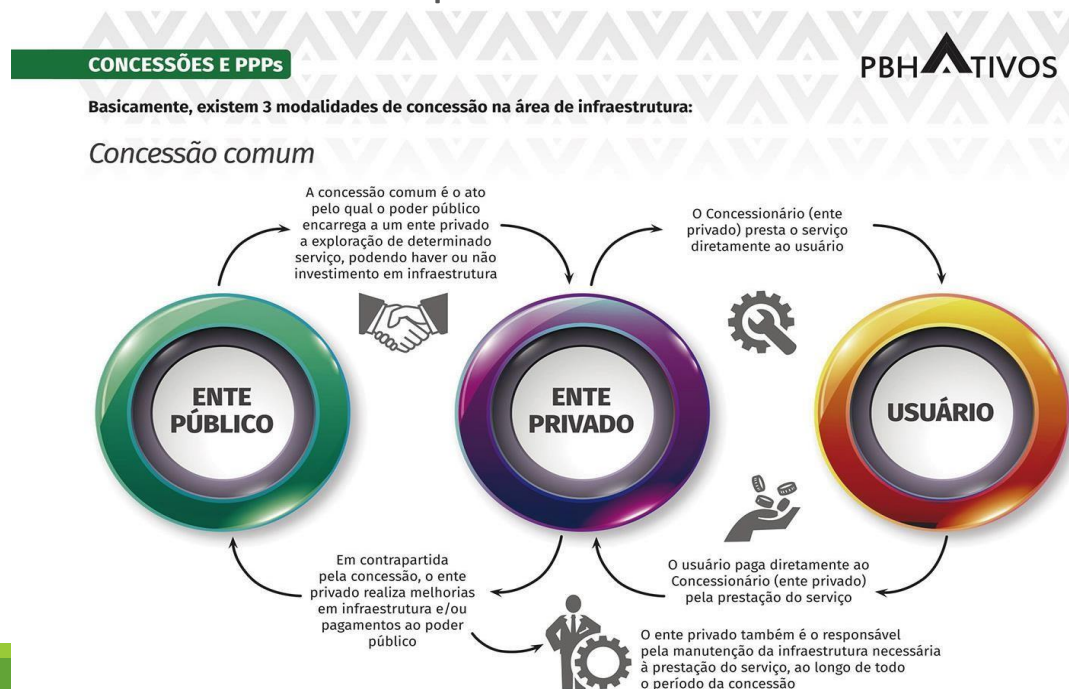 CONCESSÕES E PPPs
PBH ATIVOS
Basicamente, existem 3 modalidades de concessão na área de infraestrutura:
Concessão comum
A concessão comum é o ato
pelo qual o poder público
encarrega a um ente privado
a exploração de determinado
serviço, podendo haver ou não
investimento em infraestrutura
O Concessionário (ente
privado) presta o serviço
diretamente ao usuário
ENTE
PÚBLICO
ENTE
PRIVADO
USUÁRIO
Em contrapartida
pela concessão, o ente
privado realiza melhorias
em infraestrutura e/ou
pagamentos ao poder
público
O usuário paga diretamente ao
Concessionário (ente privado)
pela prestação do serviço
O ente privado também é o responsável
pela manutenção da infraestrutura necessária
à prestação do serviço, ao longo de todo
o período da concessão